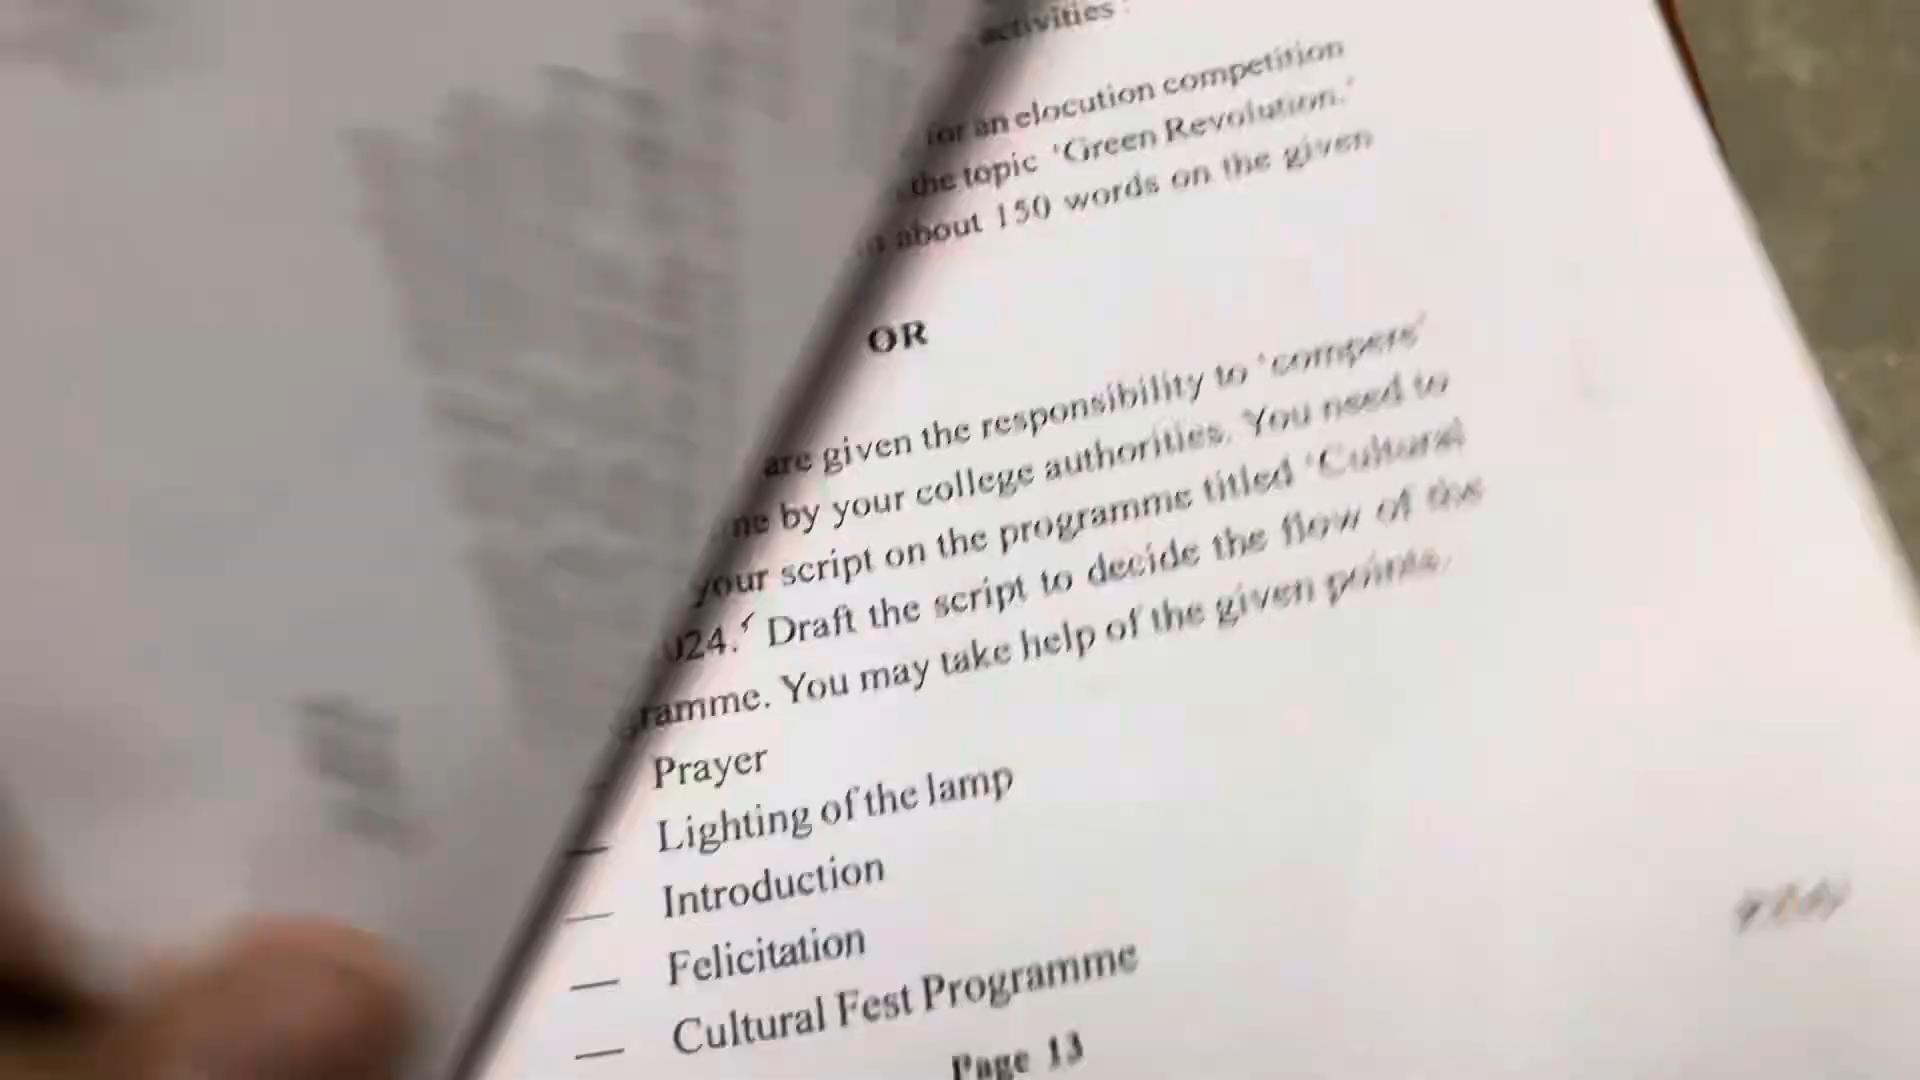 activities
for an elocution competition
the topic 'Green Revolution.'
about 150 words on the given
OR
are given the responsibility to 'compere'
by your college authorities. You need to
your script on the programme titled 'Cultural
024.' Draft the script to decide the flow of the
ramme. You may take help of the given points.
Prayer
— Lighting of the lamp
— Introduction
— Felicitation
— Cultural Fest Programme
Page 13